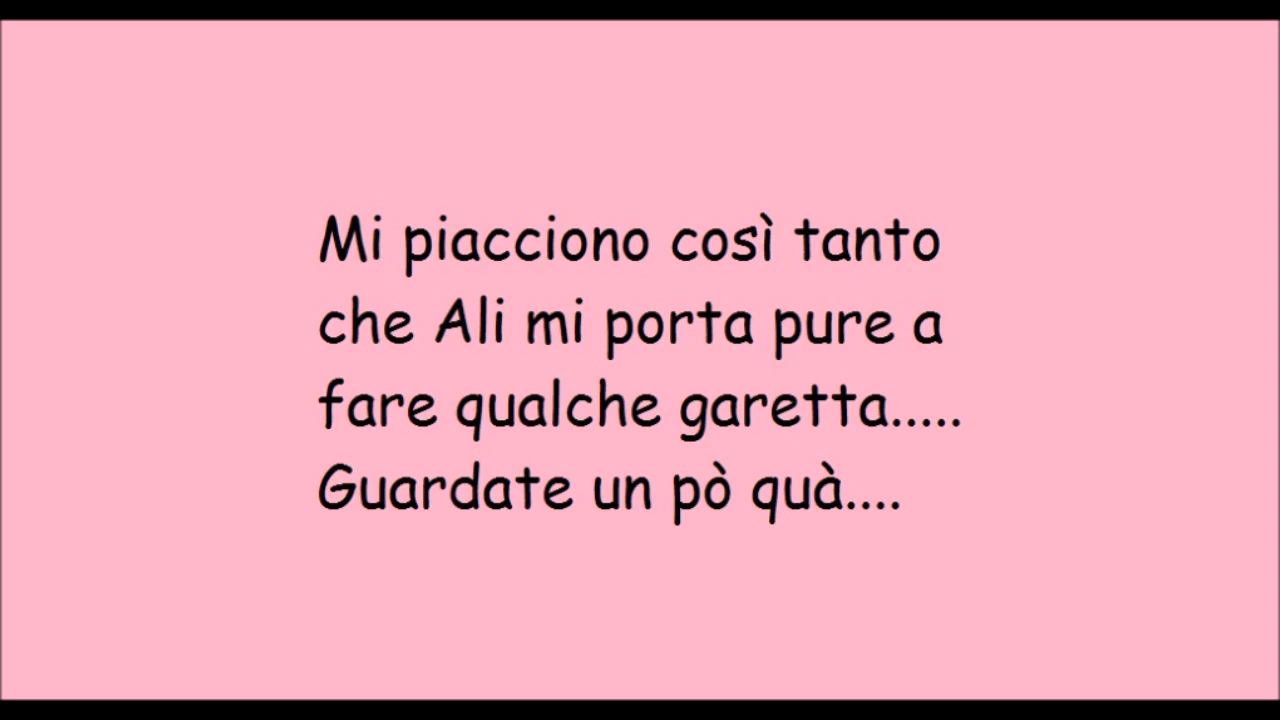 Mi piacciono così tanto
che Ali mi porta pure a
fare qualche garetta.....
Guardate un pò quà....